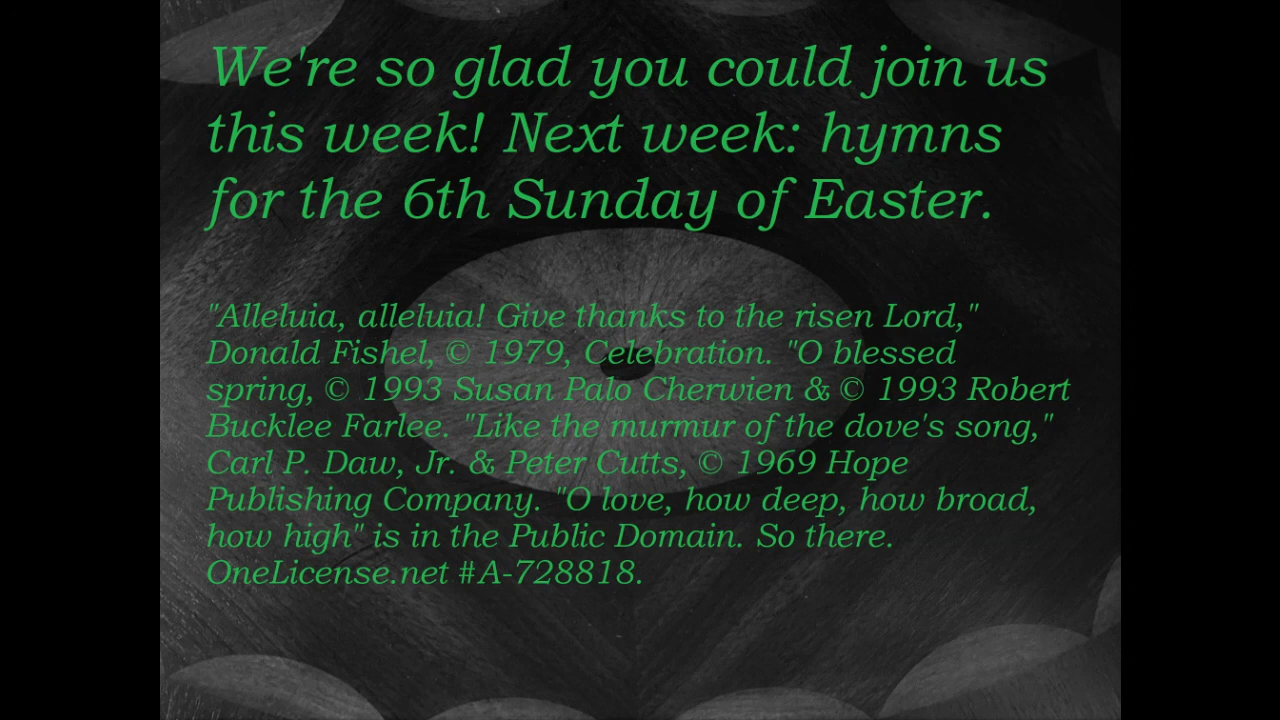 We're so glad you could join us
this week! Next week: hymns
for the 6th Sunday of Easter.
"Alleluia, alleluia! Give thanks to the risen Lord,"
Donald Fishel, © 1979, Celebration. "O blessed
spring, © 1993 Susan Palo Cherwien & © 1993 Robert
Bucklee Farlee. "Like the murmur of the dove's song,"
Carl P. Daw, Jr. & Peter Cutts, © 1969 Hope
Publishing Company. "O love, how deep, how broad,
how high" is in the Public Domain. So there.
OneLicense.net #A-728818.